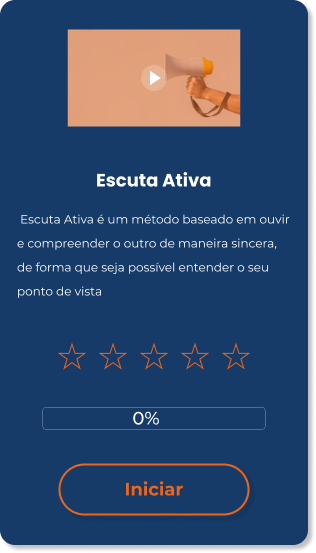 Escuta Ativa
Escuta Ativa é um método baseado em ouvir
e compreender o outro de maneira sincera,
de forma que seja possível entender o seu
ponto de vista
0%
Iniciar